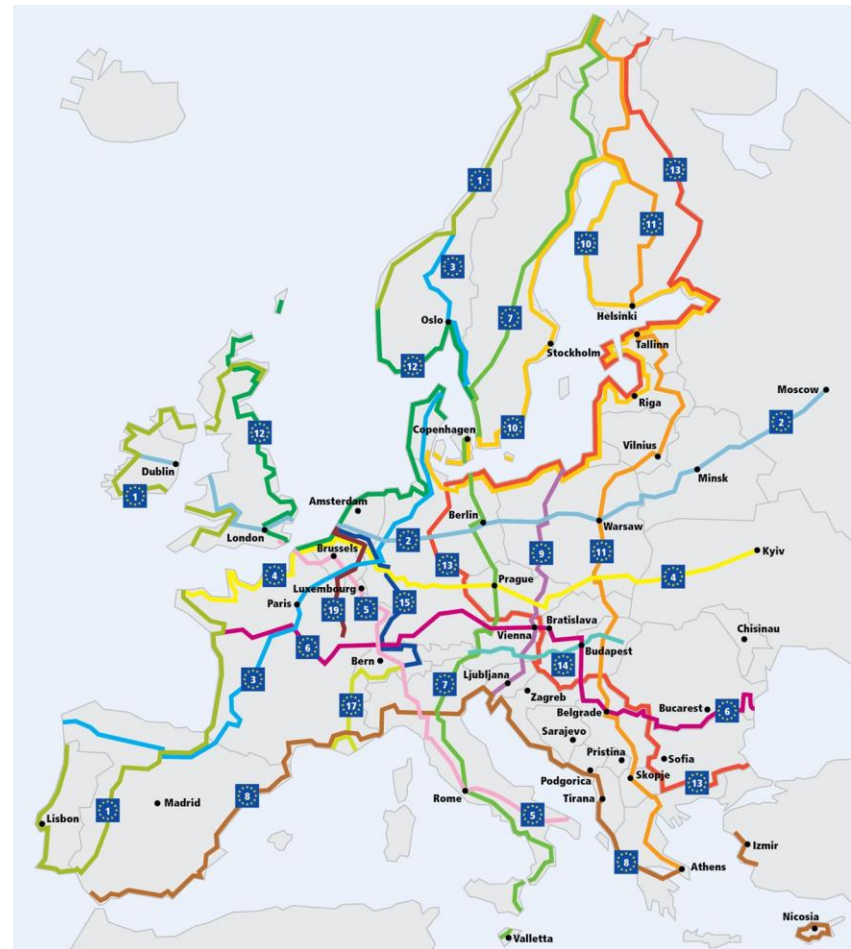 1
13
11
10
3
7
Oslo
Helsinki
12
Stockholm
Tallinn
Moscow
Riga
2
Copenhagen
10
12
Vilnius
Dublin
Minsk
1
Amsterdam
Berlin
London
Warsaw
2
Brussels
9
11
13
Kyiv
4
4
Prague
Luxembourg
Paris
19
5
15
Bratislava
Vienna
Chisinau
6
Budapest
Bern
14
3
7
Ljubljana
Zagreb
17
Belgrade
Bucarest
6
Sarajevo
Pristina
Sofia
Podgorica
Skopje
13
Rome
Tirana
8
Madrid
1
Lisbon
5
Izmir
8
Athens
Nicosia
Valletta